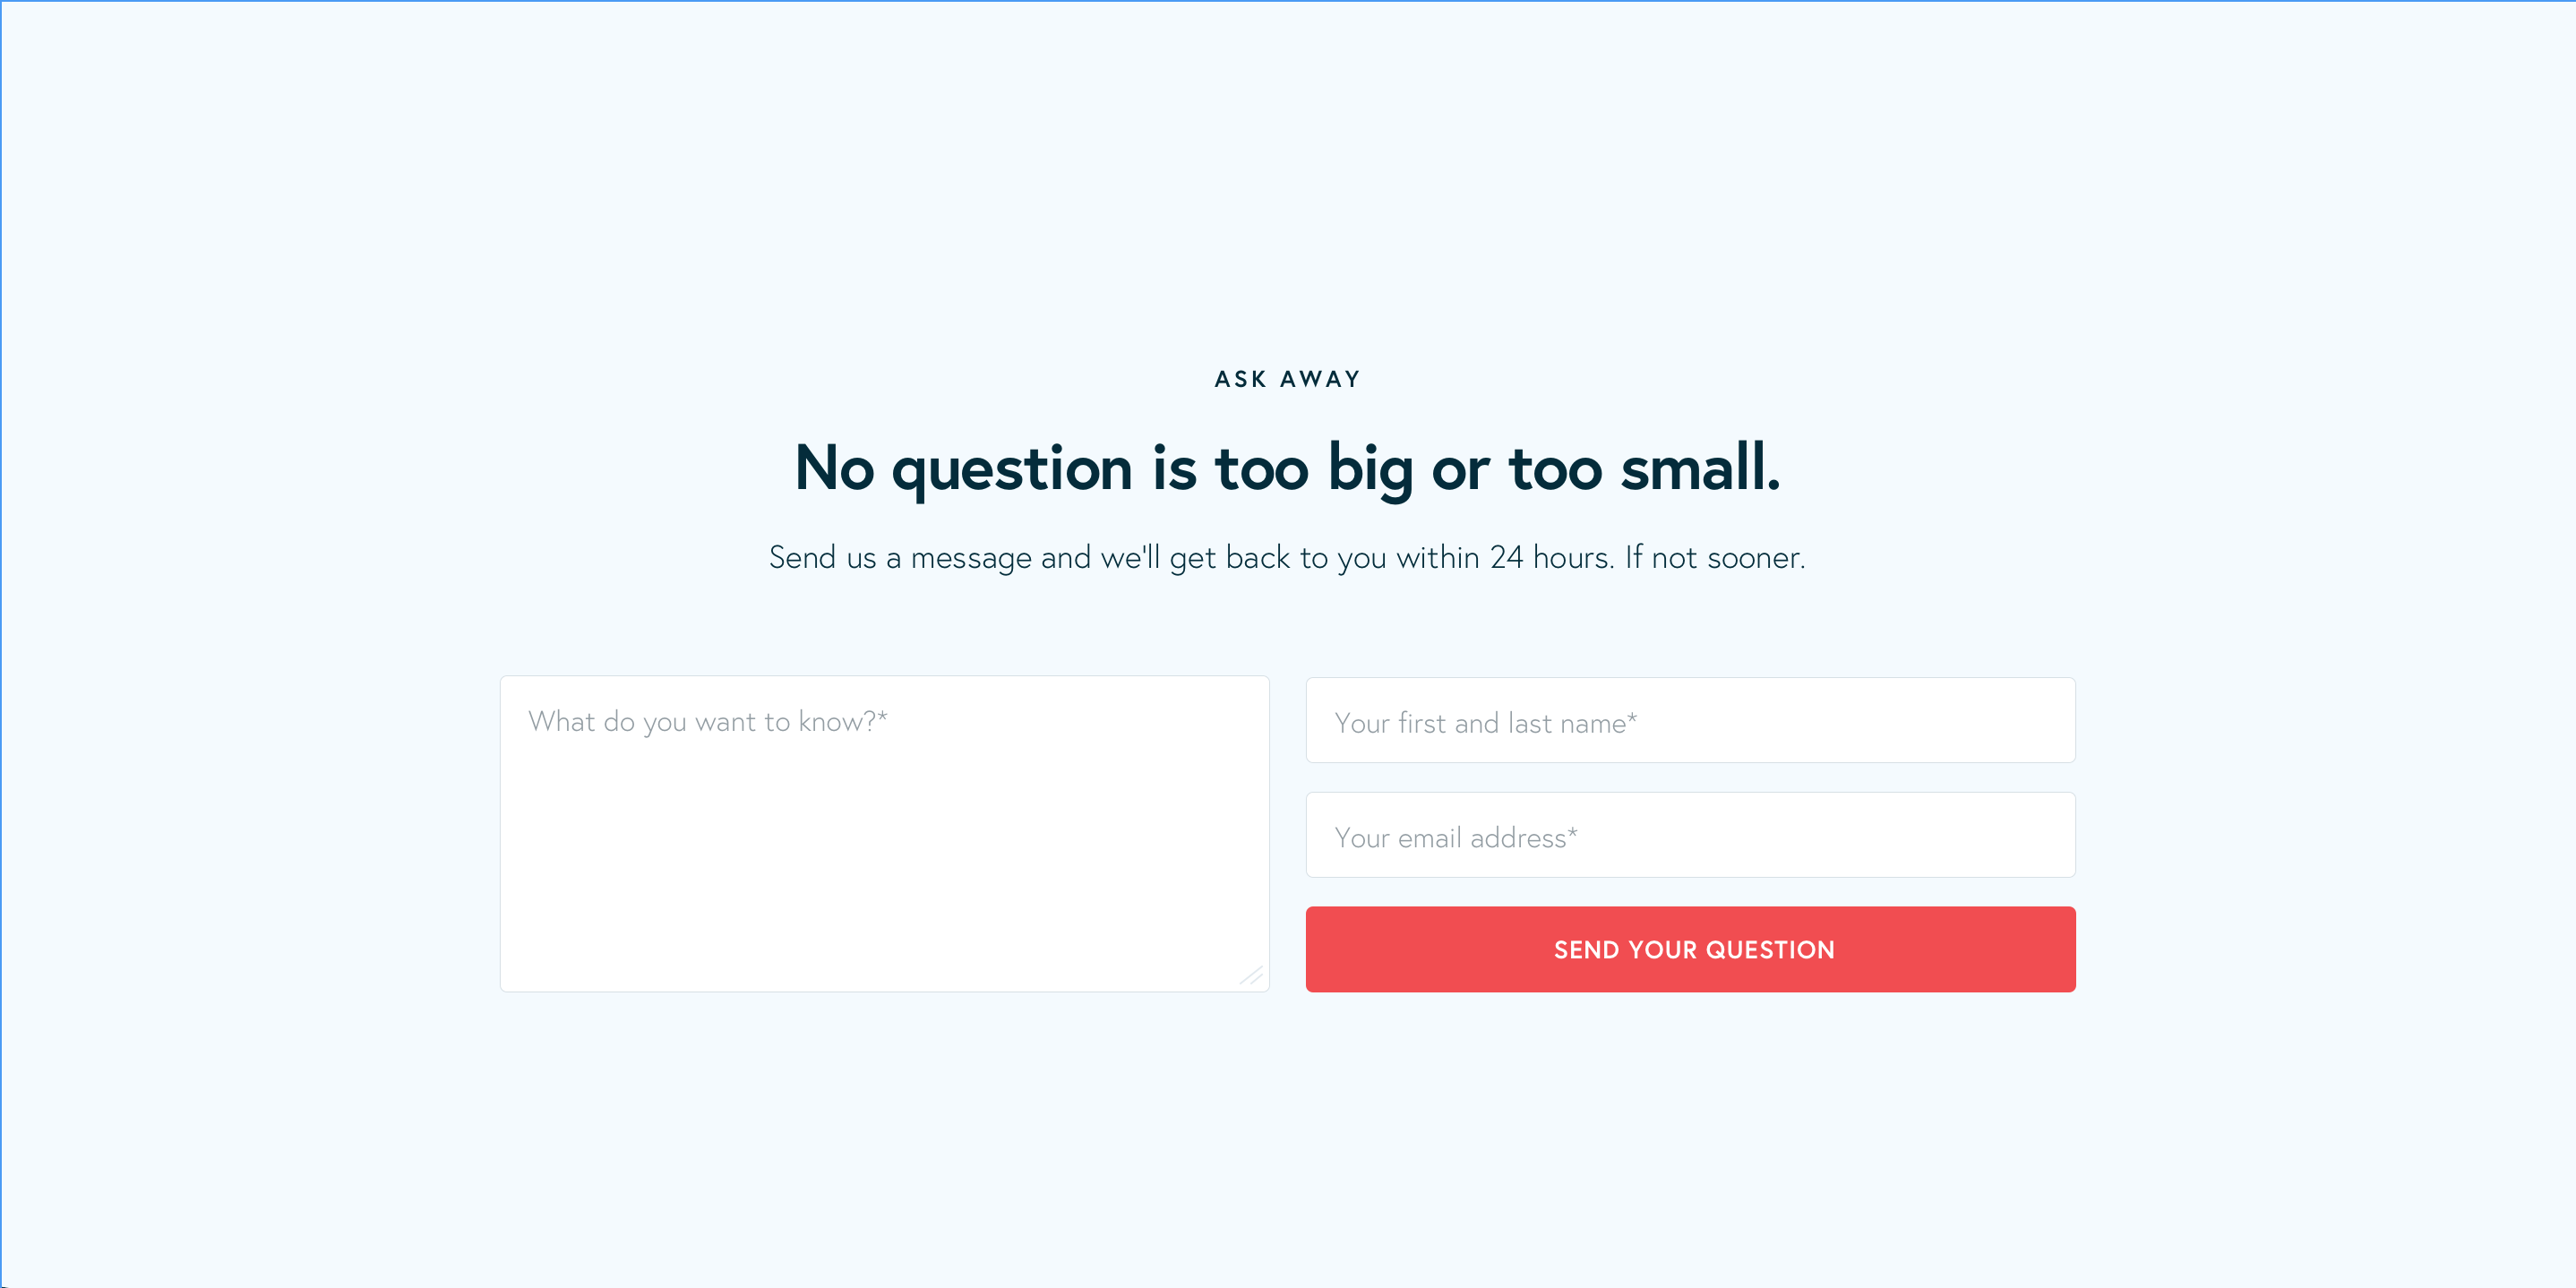 ASK AWAY
No question is too big or too small.
Send us a message and we'll get back to you within 24 hours. If not sooner.
What do you want to know?*
Your first and last name*
Your email address*
SEND YOUR QUESTION